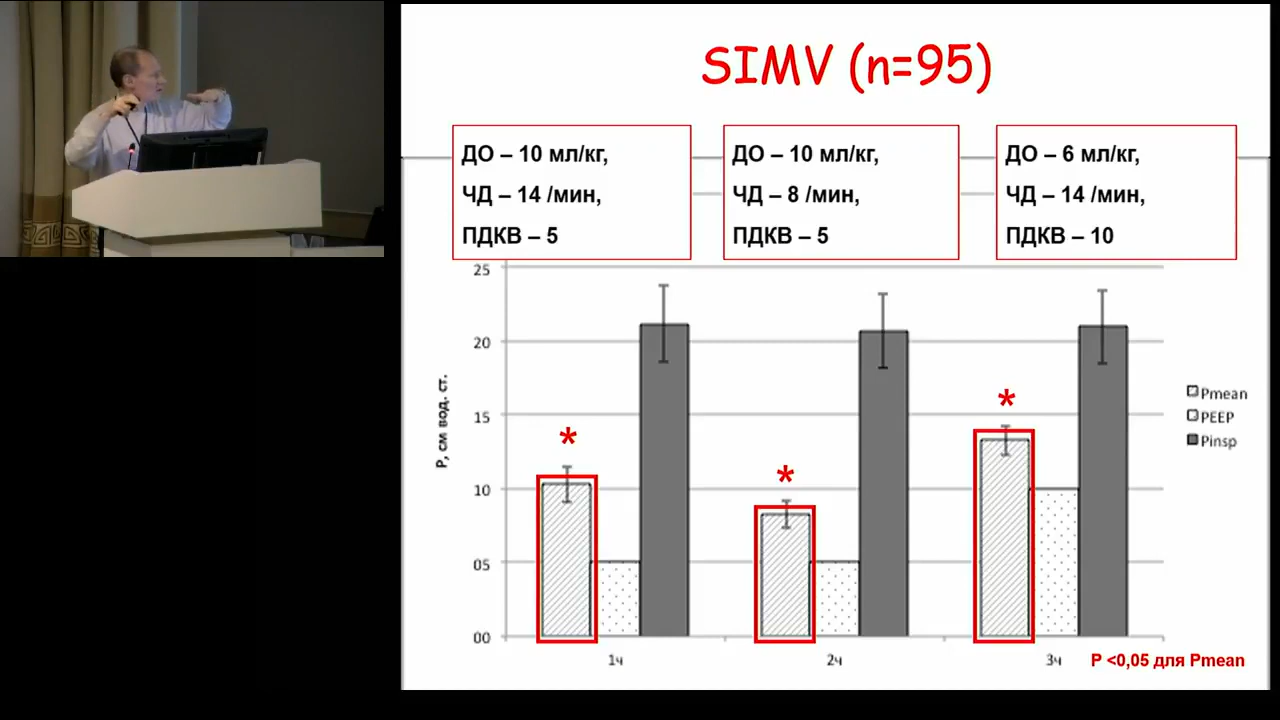 SIMV (n=95)
ДО – 10 мл/кг,
ЧД – 14 /мин,
ПДКВ – 5
ДО – 10 мл/кг,
ЧД – 8 /мин,
ПДКВ – 5
ДО – 6 мл/кг,
ЧД – 14 /мин,
ПДКВ – 10
25
20
15
10
05
00
Р, см вод. ст.
*
*
*
1ч
2ч
3ч
Pmean
PEEP
Pinsp
P <0,05 для Pmean